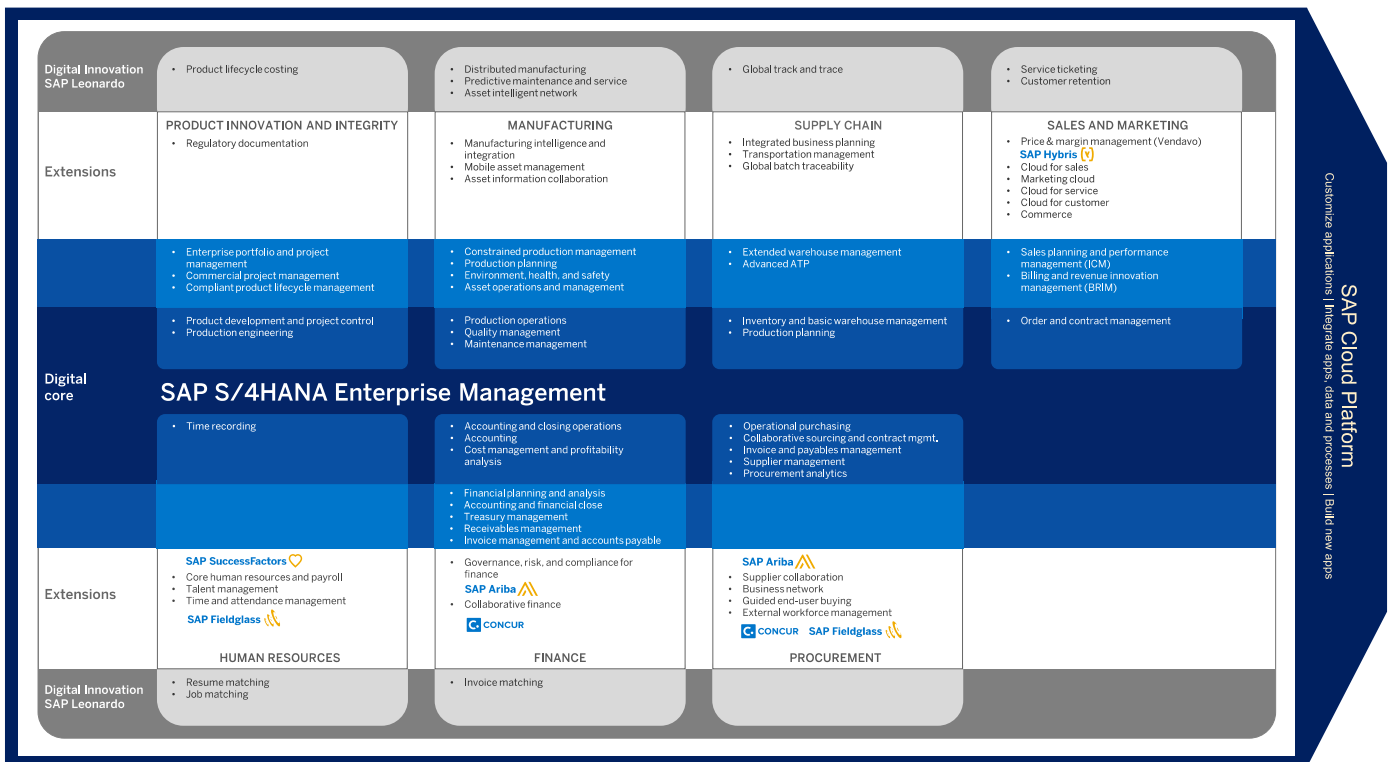 Digital Innovation
SAP Leonardo
• Product lifecycle costing
• Distributed manufacturing
• Predictive maintenance and service
• Asset intelligent network
• Global track and trace
• Service ticketing
• Customer retention
Extensions
PRODUCT INNOVATION AND INTEGRITY
• Regulatory documentation
MANUFACTURING
• Manufacturing intelligence and
integration
• Mobile asset management
• Asset information collaboration
SUPPLY CHAIN
• Integrated business planning
• Transportation management
• Global batch traceability
SALES AND MARKETING
• Price & margin management (Vendavo)
SAP Hybris
• Cloud for sales
• Marketing cloud
• Cloud for service
• Cloud for customer
• Commerce
• Enterprise portfolio and project
management
• Commercial project management
• Compliant product lifecycle management
• Constrained production management
• Production planning
• Environment, health, and safety
• Asset operations and management
• Extended warehouse management
• Advanced ATP
• Sales planning and performance
management (ICM)
• Billing and revenue innovation
management (BRIM)
• Product development and project control
• Production engineering
• Production operations
• Quality management
• Maintenance management
• Inventory and basic warehouse management
• Production planning
• Order and contract management
Digital
core
SAP S/4HANA Enterprise Management
• Time recording
• Accounting and closing operations
• Accounting
• Cost management and profitability
analysis
• Operational purchasing
• Collaborative sourcing and contract mgmt.
• Invoice and payables management
• Supplier management
• Procurement analytics
• Financial planning and analysis
• Accounting and financial close
• Treasury management
• Receivables management
• Invoice management and accounts payable
Extensions
SAP SuccessFactors
• Core human resources and payroll
• Talent management
• Time and attendance management
SAP Fieldglass
HUMAN RESOURCES
• Governance, risk, and compliance for
finance
SAP Ariba
• Collaborative finance
C. CONCUR
FINANCE
SAP Ariba
• Supplier collaboration
• Business network
• Guided end-user buying
• External workforce management
C. CONCUR SAP Fieldglass
PROCUREMENT
Digital Innovation
SAP Leonardo
• Resume matching
• Job matching
• Invoice matching
SAP Cloud Platform
Customize applications | Integrate apps, data and processes | Build new apps